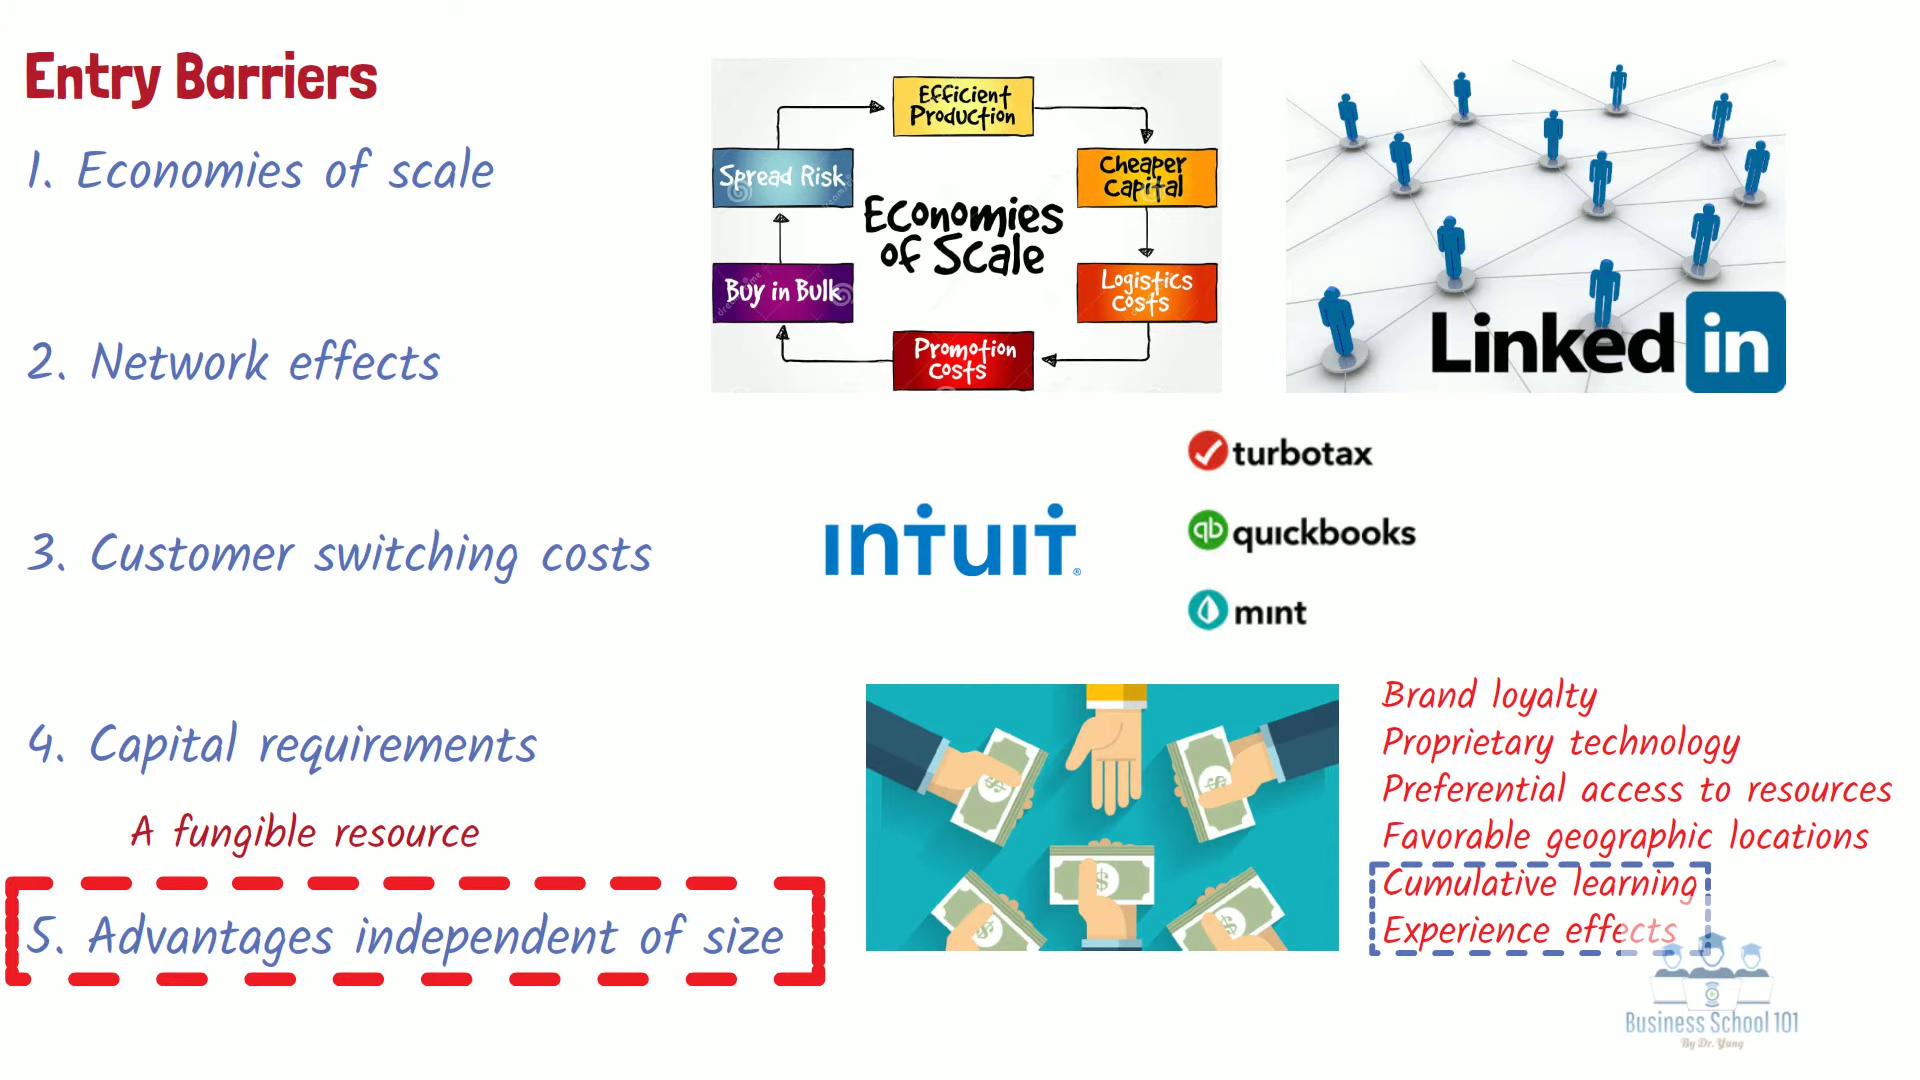 Entry Barriers
1. Economies of scale
2. Network effects
3. Customer switching costs
4. Capital requirements
A fungible resource
5. Advantages independent of size
Efficient
Production
Cheaper
Capital
Logistics
Costs
Promotion
Costs
Buy in Bulk
Spread Risk
Economies
of Scale
Linked in
intuit
®
turbotax
qb quickbooks
mint
Brand loyalty
Proprietary technology
Preferential access to resources
Favorable geographic locations
Cumulative learning
Experience effects
Business School 101
By Dr. Yang